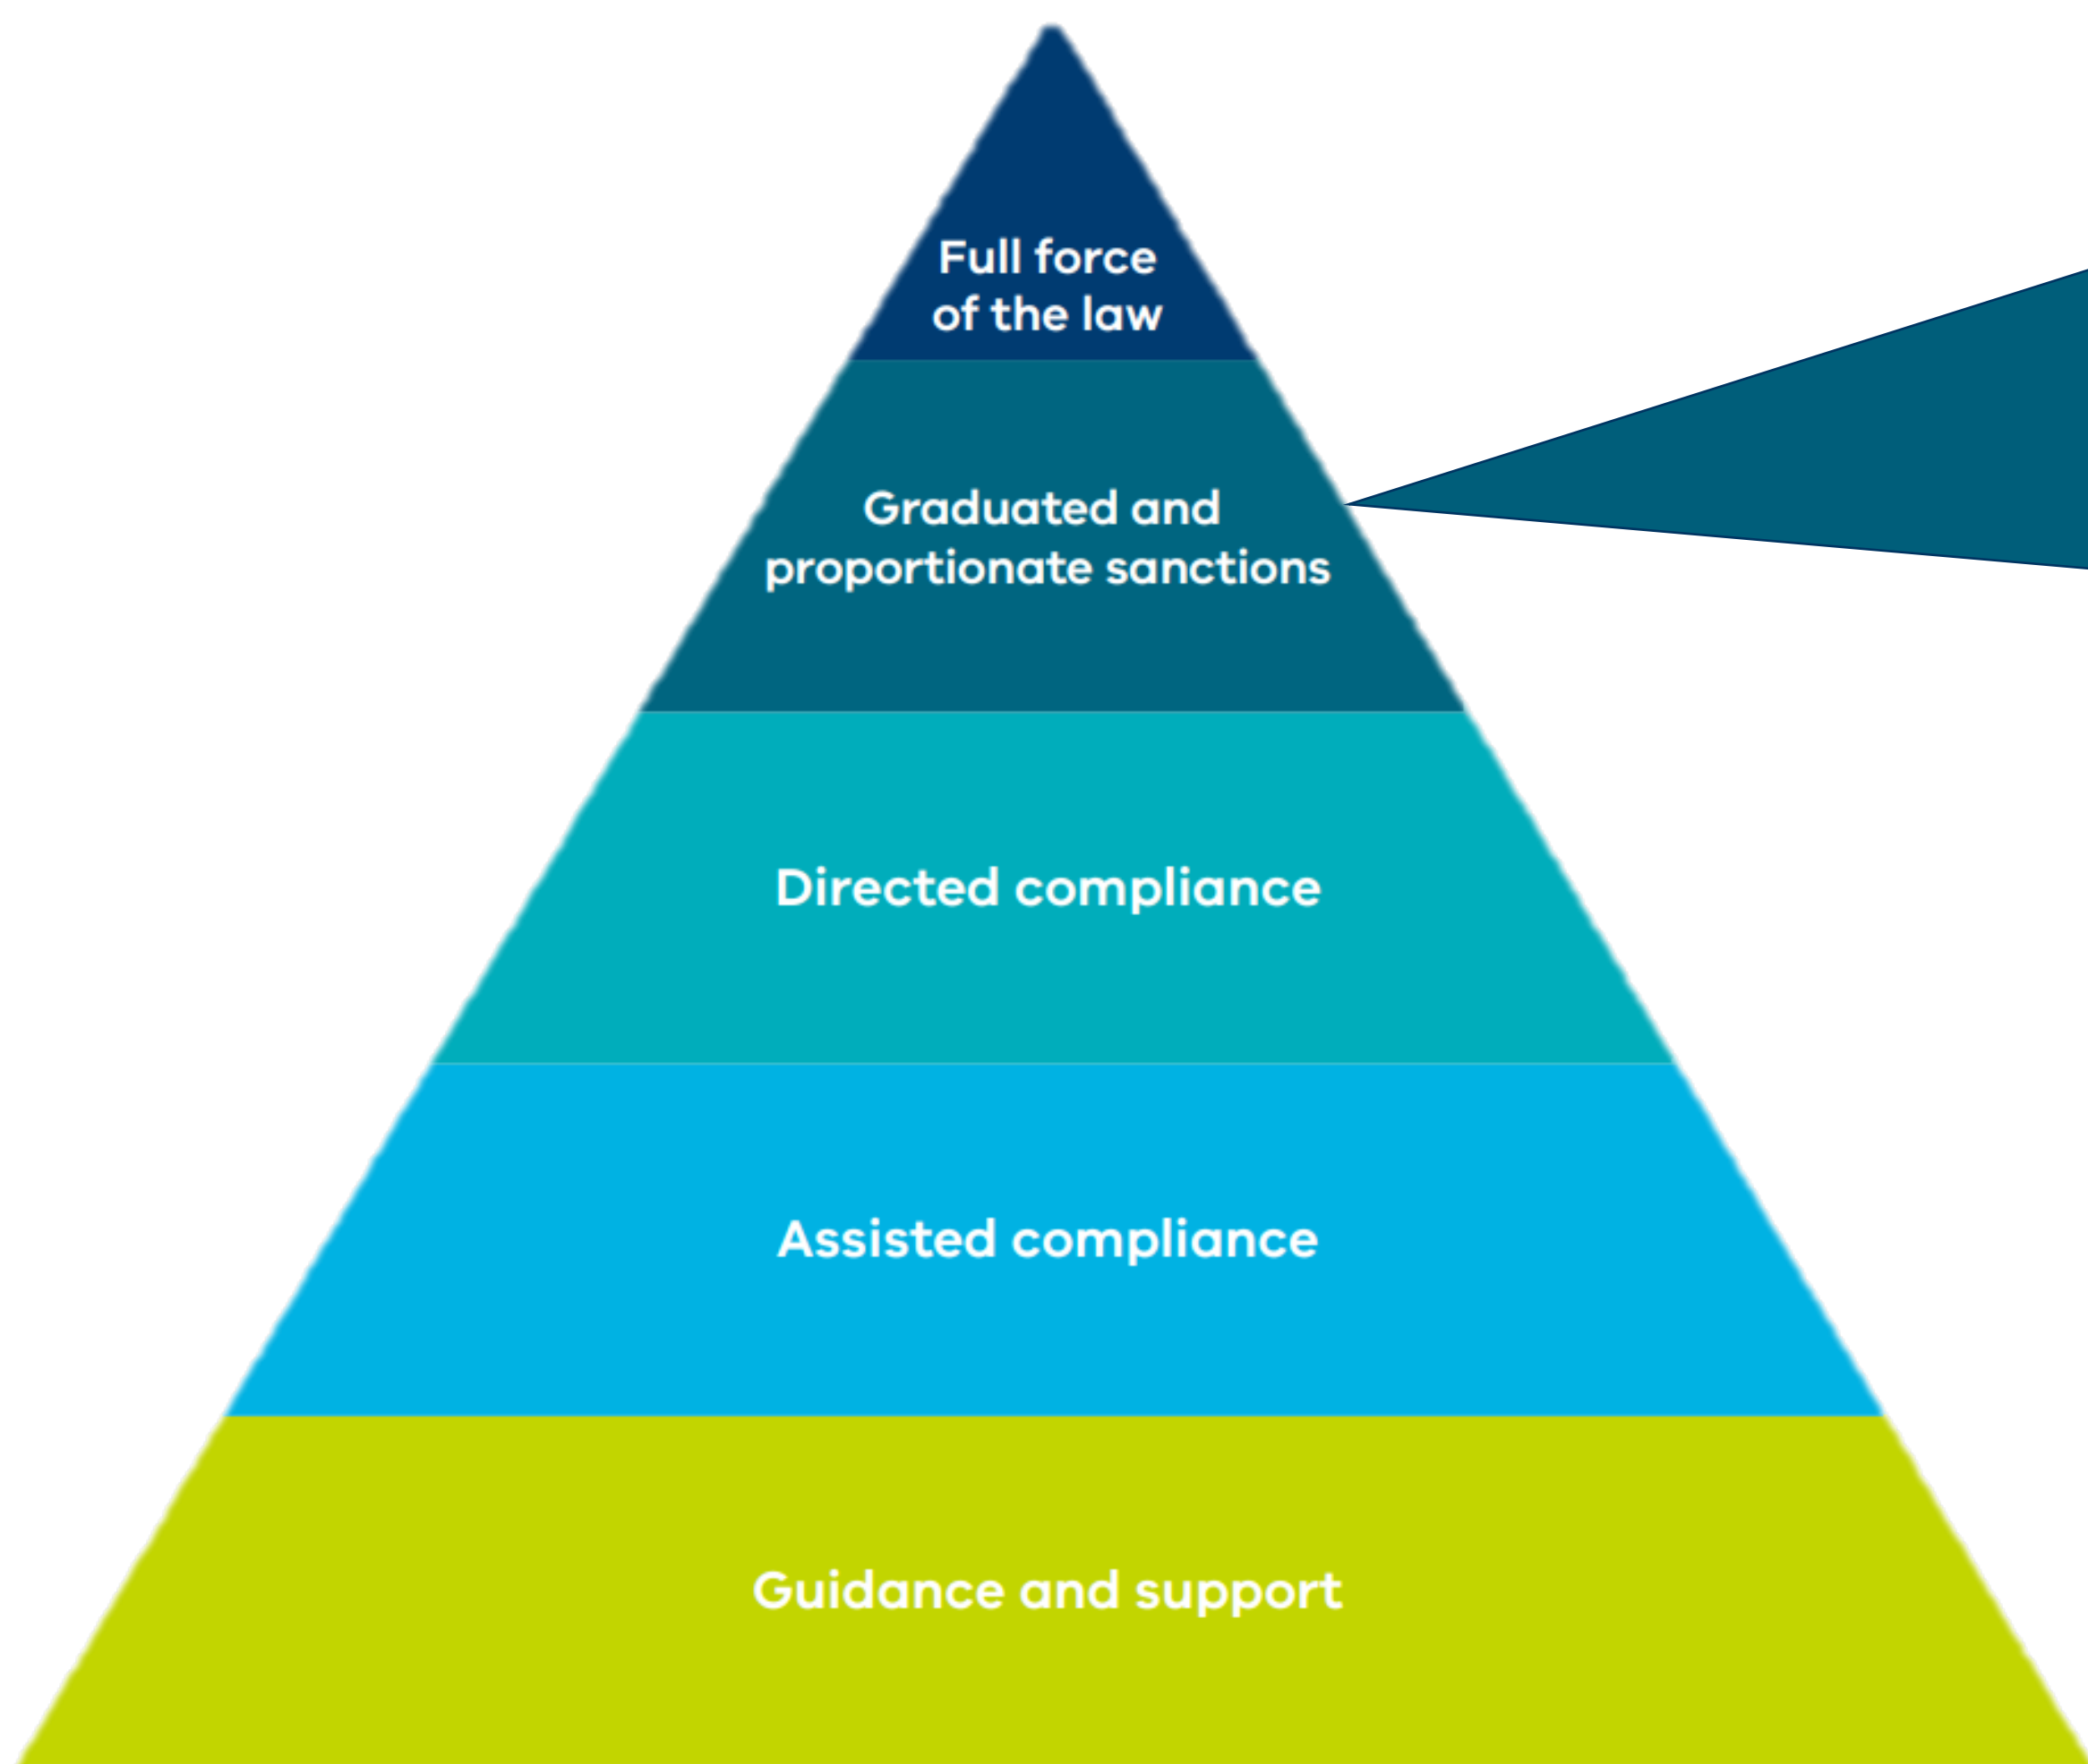 Full force
of the law
Graduated and
proportionate sanctions
Directed compliance
Assisted compliance
Guidance and support